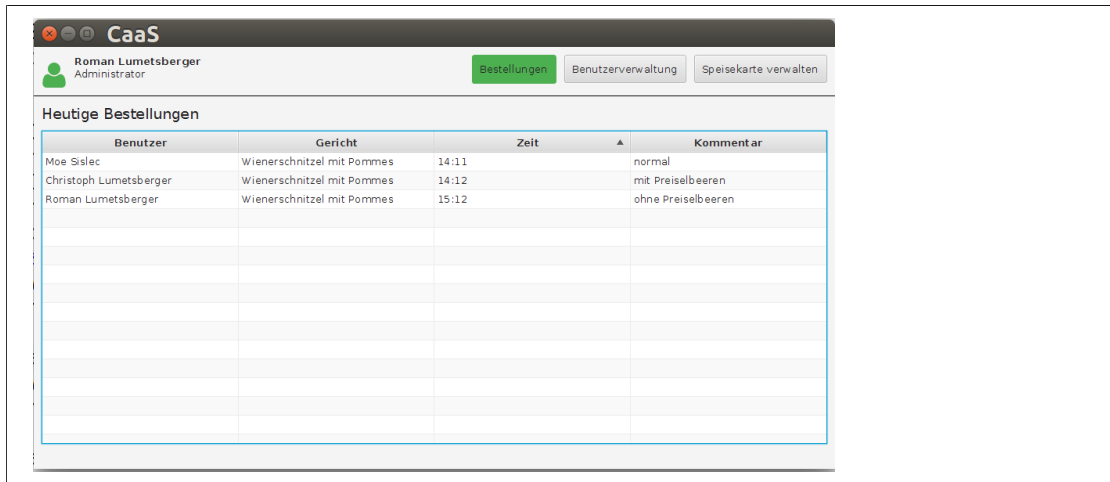 CaaS
Roman Lumetsberger
Administrator
Bestellungen Benutzerverwaltung Speisekarte verwalten
Heutige Bestellungen
Benutzer Gericht Zeit Kommentar
Moe Sislec Wienerschnitzel mit Pommes 14:11 normal
Christoph Lumetsberger Wienerschnitzel mit Pommes 14:12 mit Preiselbeeren
Roman Lumetsberger Wienerschnitzel mit Pommes 15:12 ohne Preiselbeeren